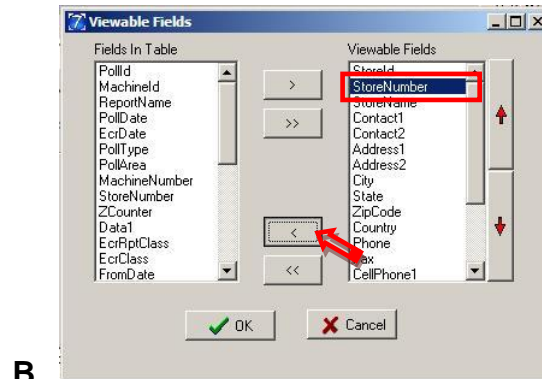 Viewable Fields
Fields In Table
PollId
MachineId
ReportName
PollDate
EcrDate
PollType
PollArea
MachineNumber
StoreNumber
ZCounter
Data1
EcrRptClass
EcrClass
FromDate
>
>>
<
<<
Viewable Fields
StoreId
StoreNumber
StoreName
Contact1
Contact2
Address1
Address2
City
State
ZipCode
Country
Phone
Fax
CellPhone1
OK
Cancel
B